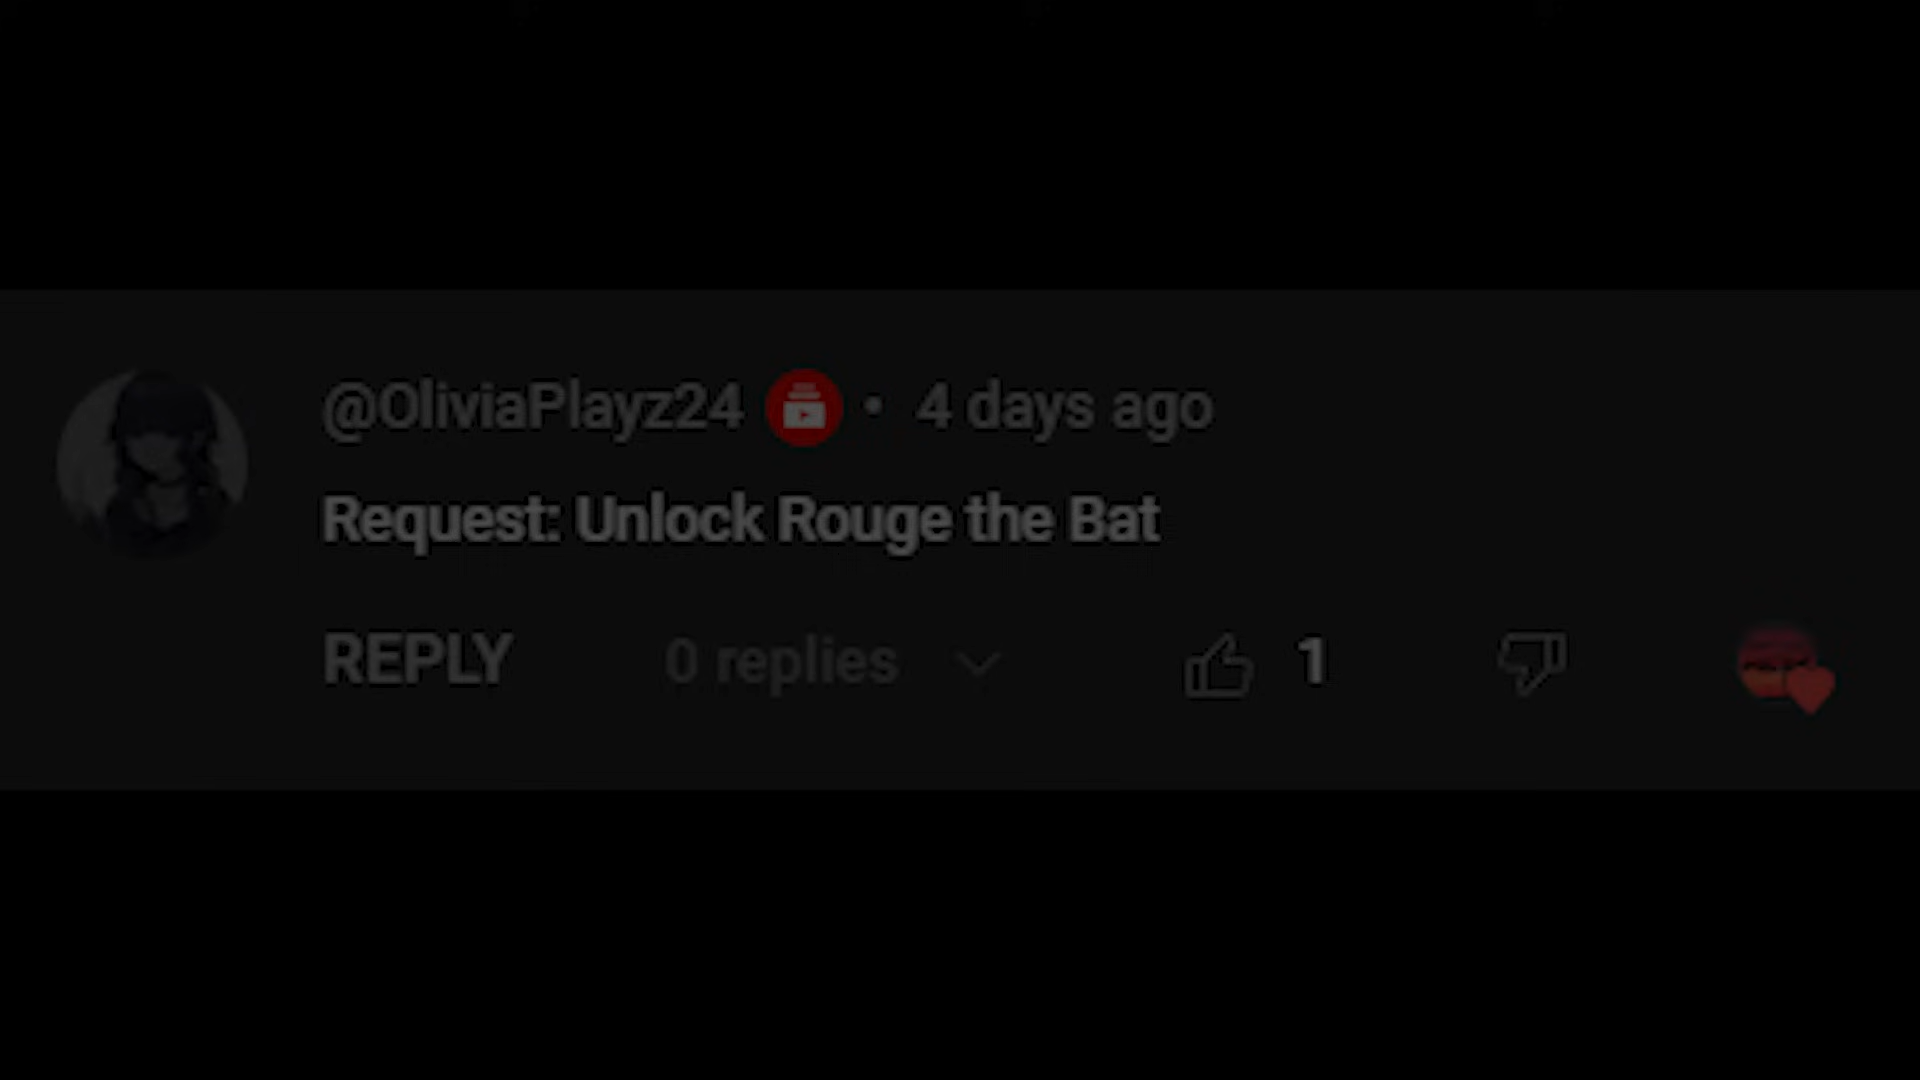 @OliviaPlayz24 • 4 days ago
Request: Unlock Rouge the Bat
REPLY 0 replies 1